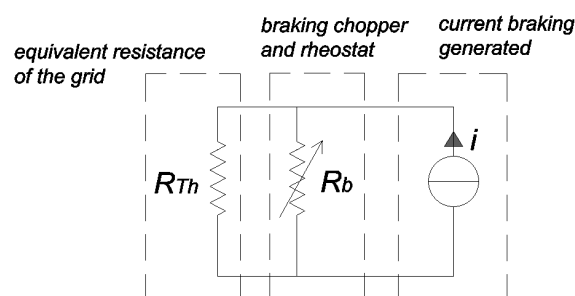 equivalent resistance
of the grid
braking chopper
and rheostat
current braking
generated
RTh
Rb
i